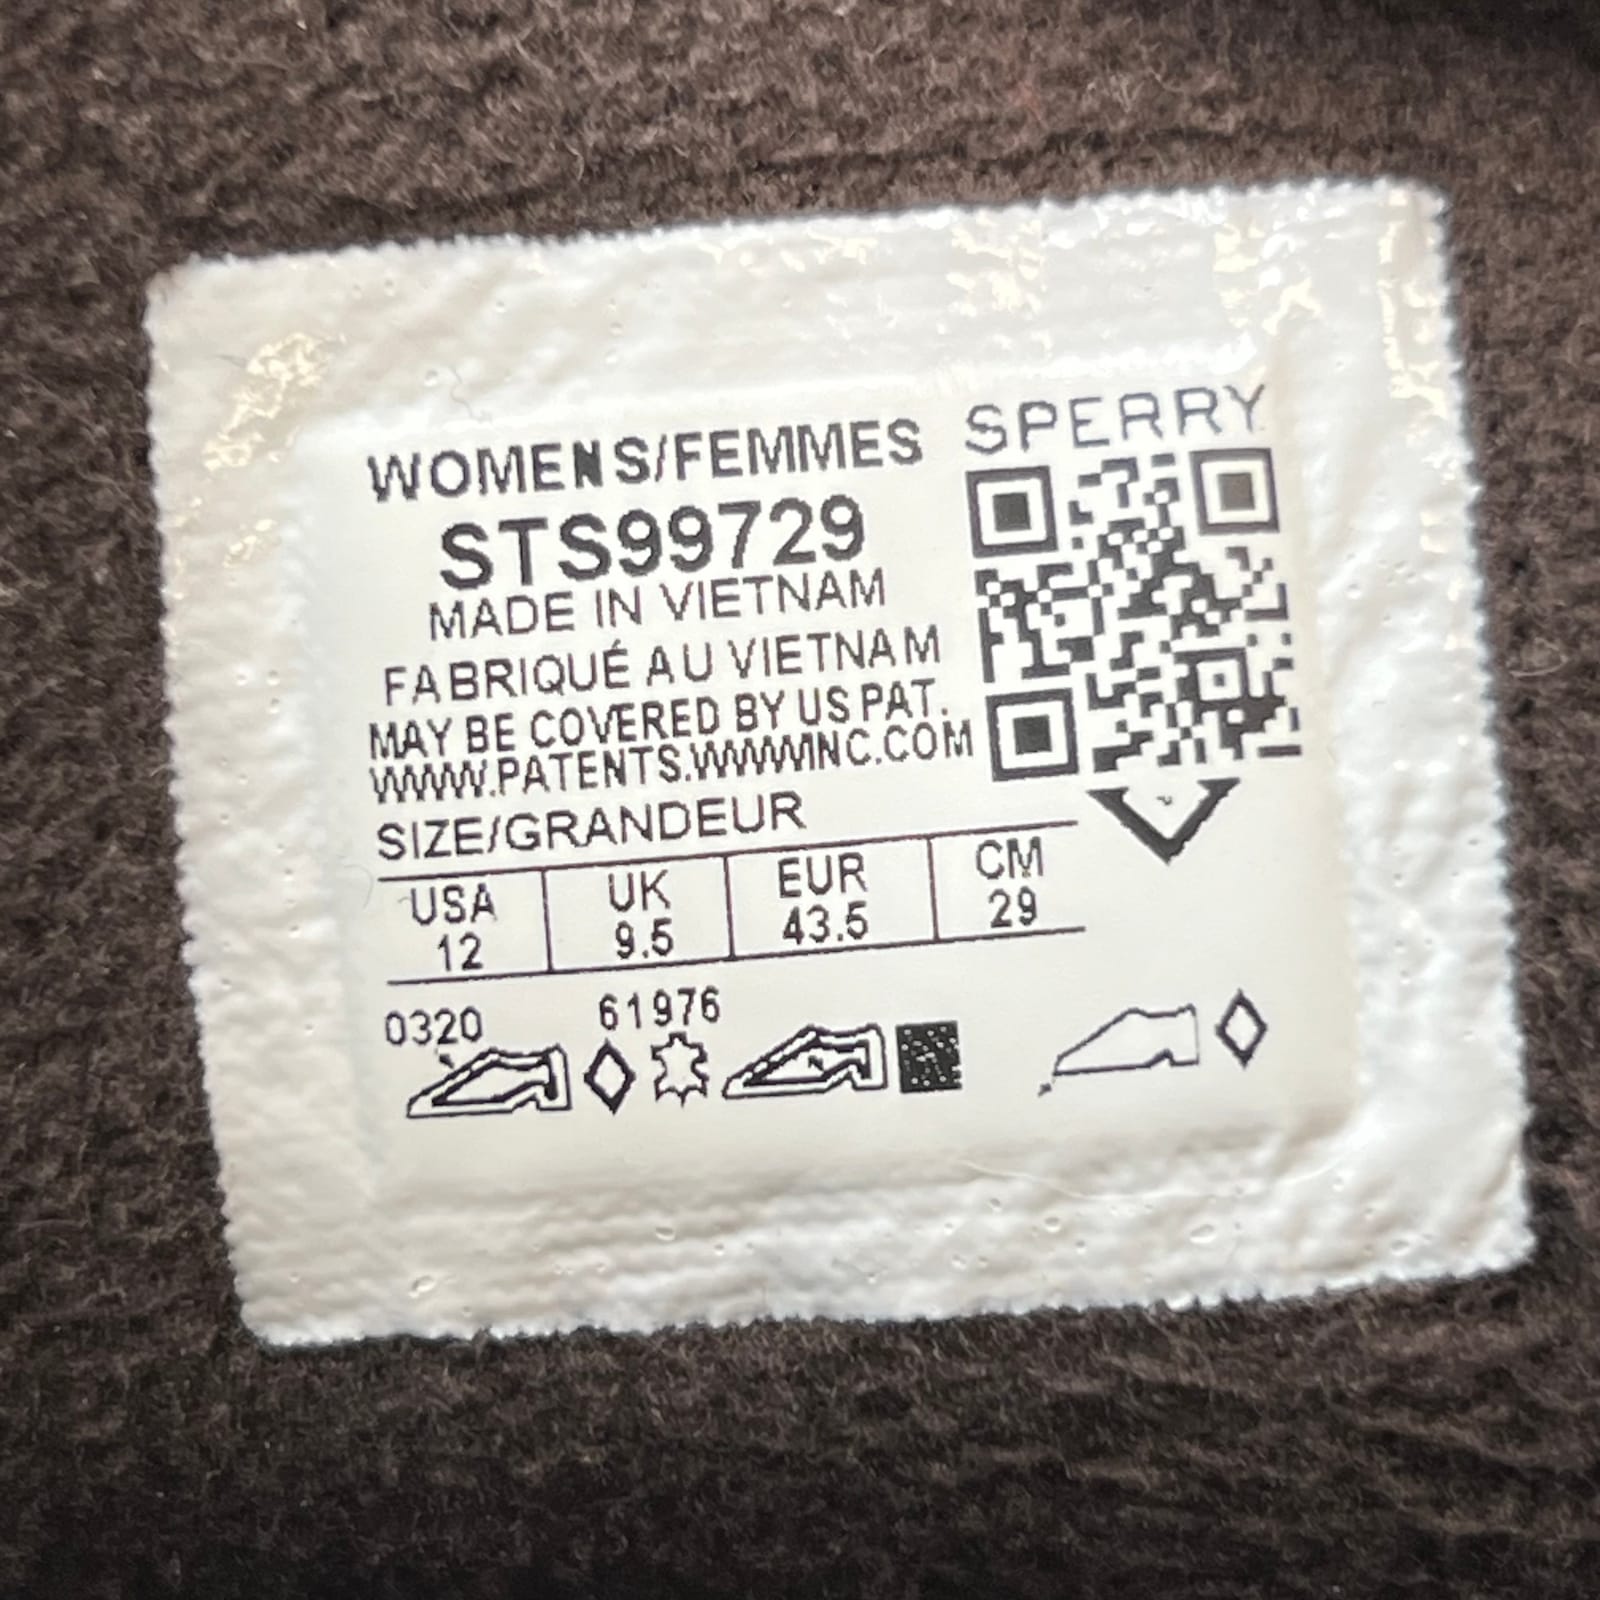 WOMENS/FEMMES
SPERRY
STS99729
MADE IN VIETNAM
FABRIQUÉ AU VIETNAM
MAY BE COVERED BY US PAT.
WWW.PATENTS.WWWINC.COM
SIZE/GRANDEUR
USA UK EUR CM
12 9.5 43.5 29
0320 61976